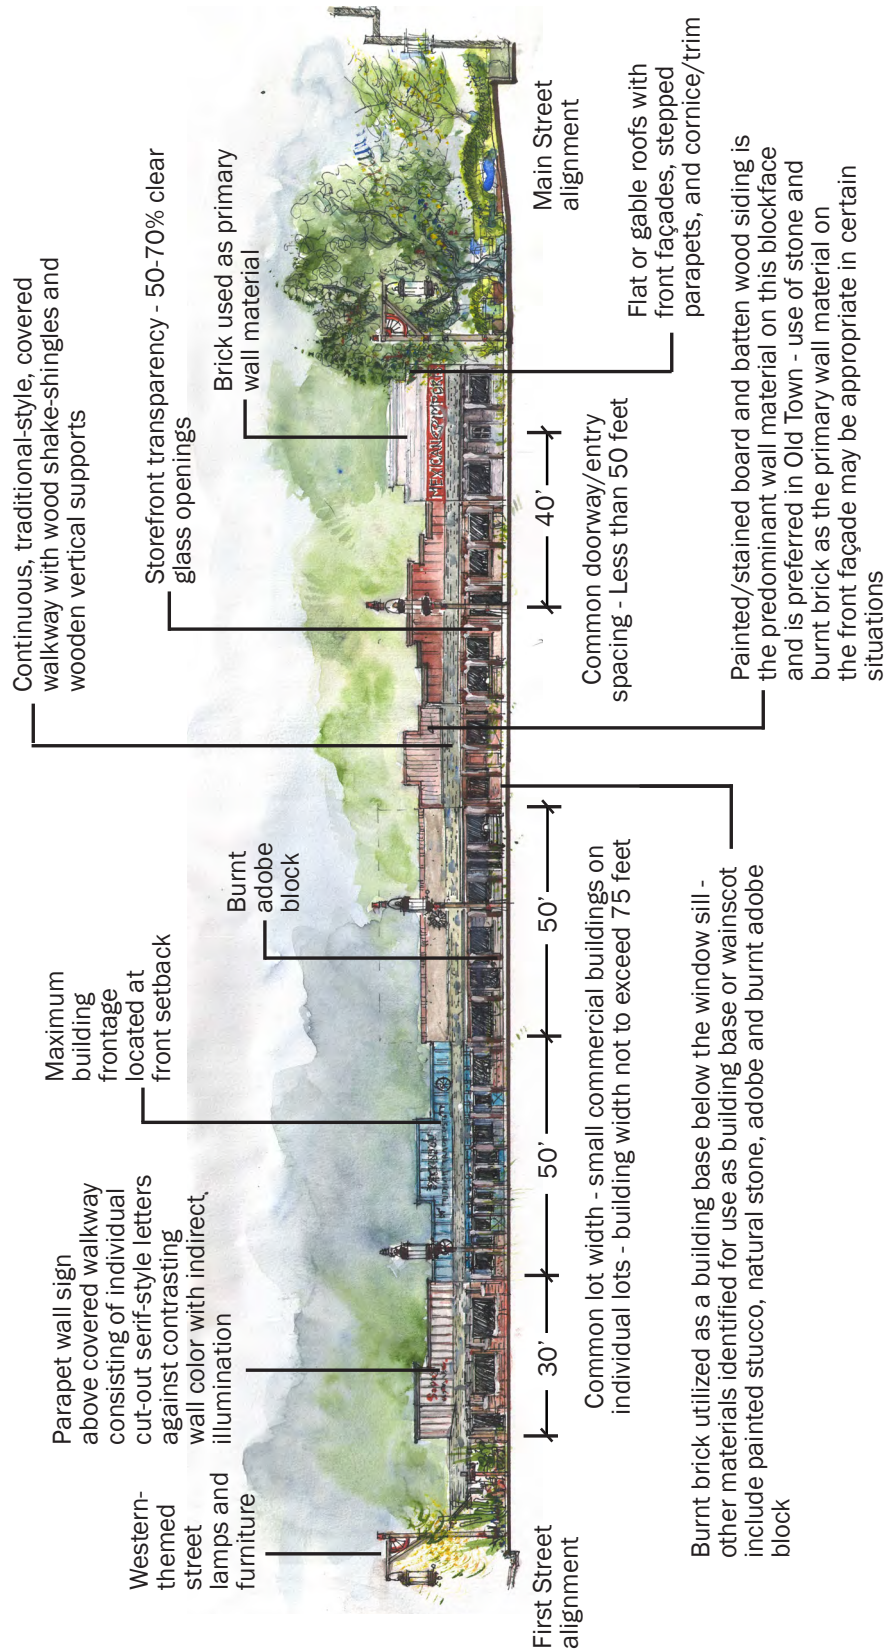 Western-
themed
street
lamps and
furniture
Parapet wall sign
above covered walkway
consisting of individual
cut-out serif-style letters
against contrasting
wall color with indirect,
illumination
Maximum
building
frontage
located at
front setback
Burnt
adobe
block
Continuous, traditional-style, covered
walkway with wood shake-shingles and
wooden vertical supports
Storefront transparency - 50-70% clear
glass openings
Brick used as primary
wall material
First Street
alignment
30'
50'
50'
40'
Main Street
alignment
Common lot width - small commercial buildings on
individual lots - building width not to exceed 75 feet
Common doorway/entry
spacing - Less than 50 feet
Flat or gable roofs with
front façades, stepped
parapets, and cornice/trim
Burnt brick utilized as a building base below the window sill -
other materials identified for use as building base or wainscot
include painted stucco, natural stone, adobe and burnt adobe
block
Painted/stained board and batten wood siding is
the predominant wall material on this blockface
and is preferred in Old Town - use of stone and
burnt brick as the primary wall material on
the front façade may be appropriate in certain
situations